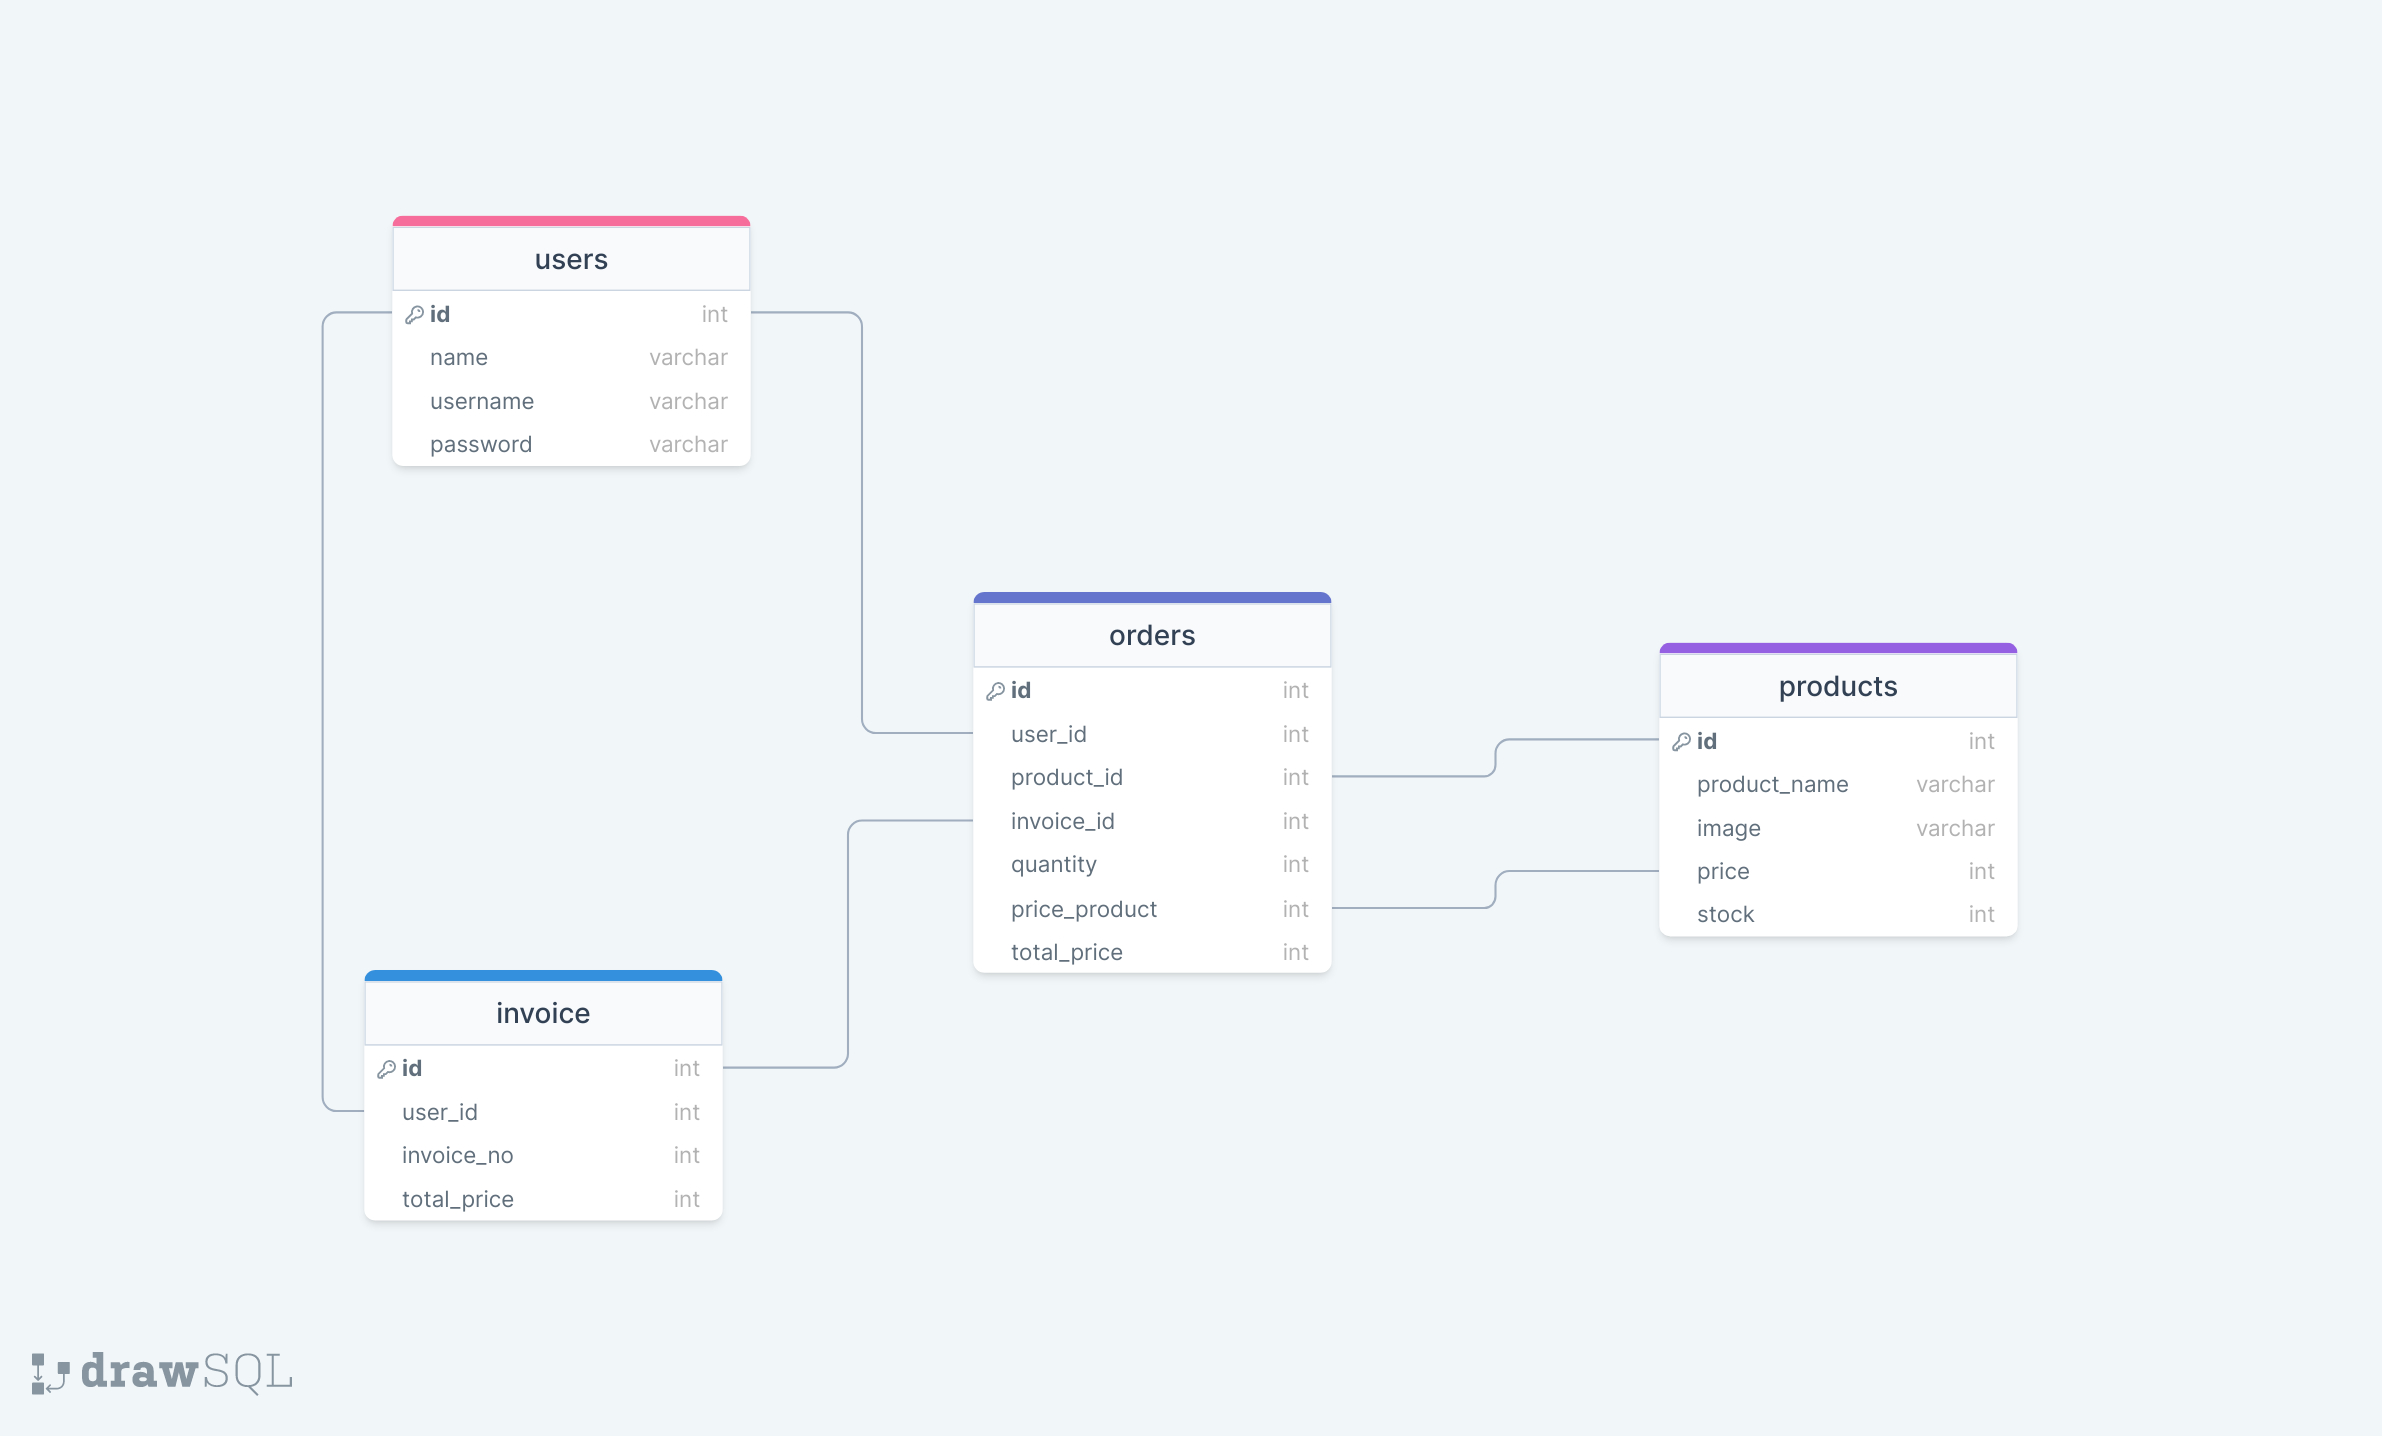 users
id int
name varchar
username varchar
password varchar
orders
id int
user_id int
product_id int
invoice_id int
quantity int
price_product int
total_price int
products
id int
product_name varchar
image varchar
price int
stock int
invoice
id int
user_id int
invoice_no int
total_price int
drawSQL